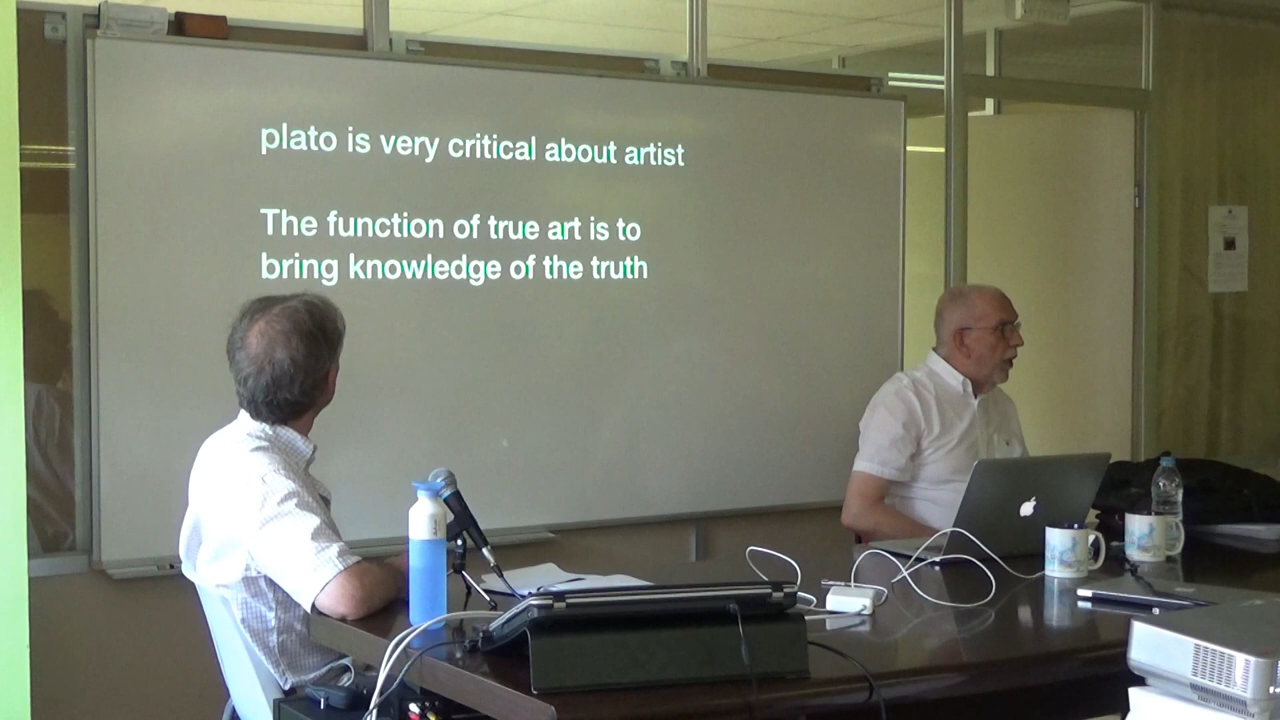 plato is very critical about artist
The function of true art is to
bring knowledge of the truth